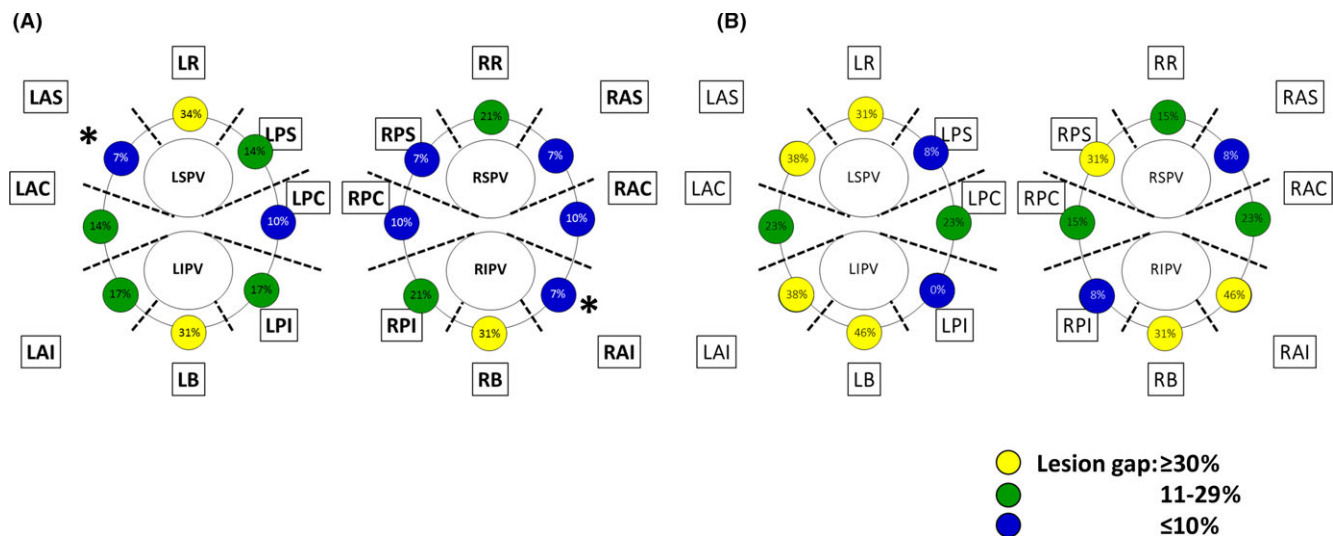 (A)
(B)
LR
RR
LR
RR
LAS
RAS
LAS
RAS
34%
21%
31%
15%
LPS
RPS
LPS
RPS
*
7%
14%
7%
7%
38%
8%
31%
8%
LSPV
RSPV
LSPV
RSPV
LAC
LPC
RPC
RAC
LAC
LPC
RPC
RAC
14%
10%
10%
10%
23%
23%
15%
23%
LIPV
RIPV
LIPV
RIPV
17%
17%
21%
7%
*
38%
0%
8%
46%
LPI
RPI
LPI
RPI
31%
31%
46%
31%
LAI
RAI
LAI
RAI
LB
RB
LB
RB
Lesion gap: ≥30%
11-29%
≤10%